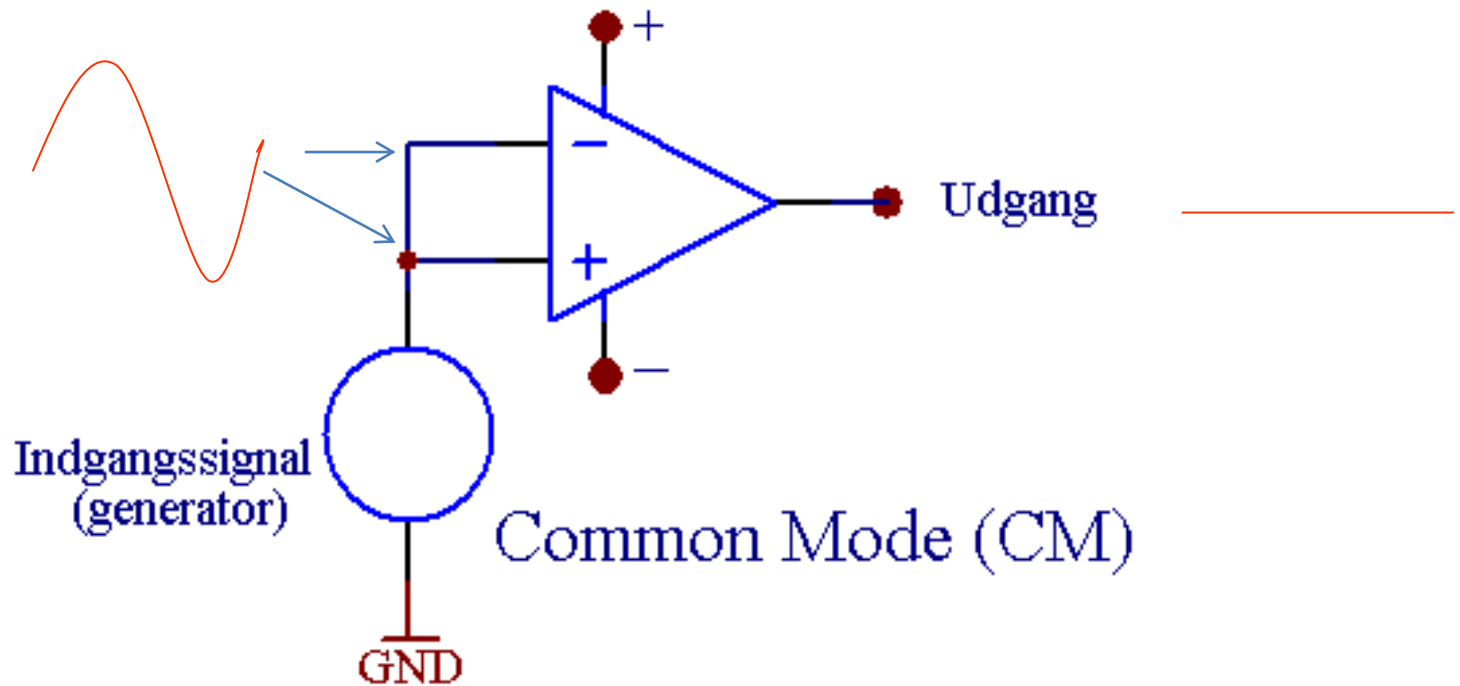 +
−
Udgang
+
−
Indgangssignal
(generator)
Common Mode (CM)
GND